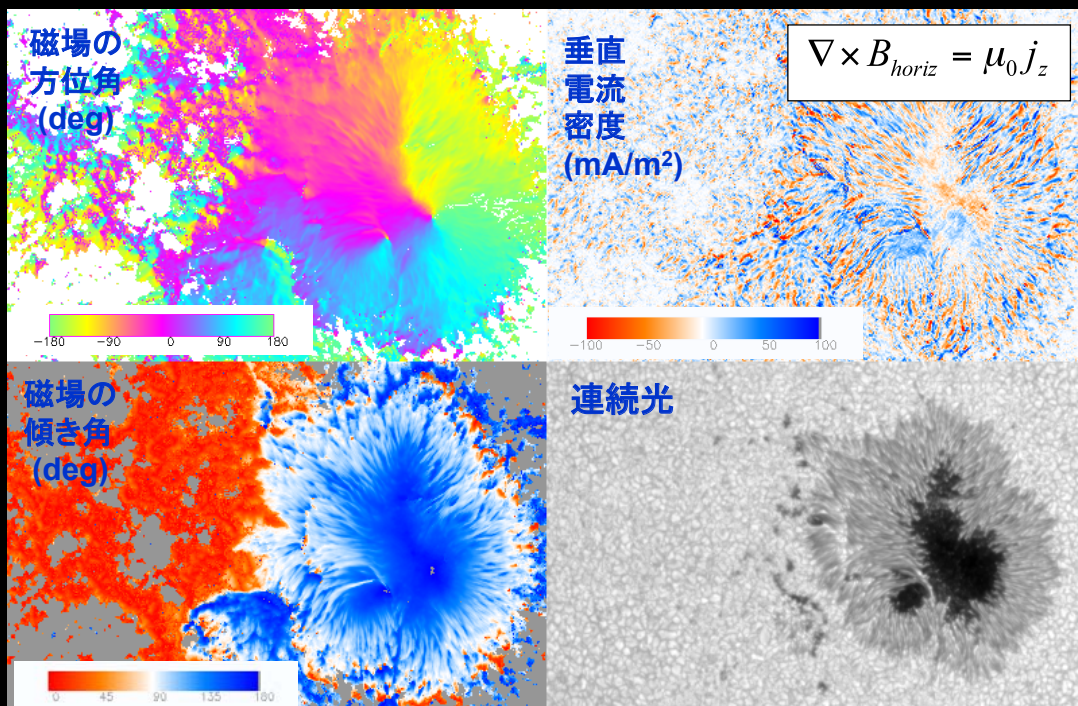 磁場の
方位角
(deg)
−180 −90 0 90 180
垂直
電流
密度
(mA/m²)
∇ × B_horiz = μ₀ j_z
−100 −50 0 50 100
磁場の
傾き角
(deg)
0 45 90 135 180
連続光